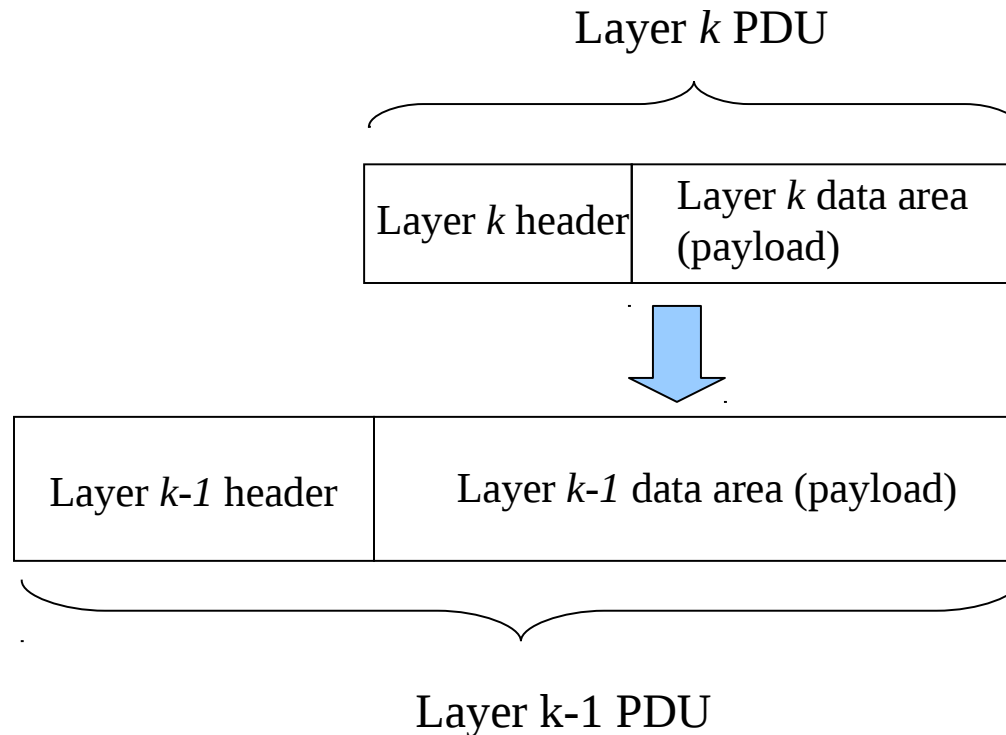 Layer k PDU
Layer k header
Layer k data area
(payload)
Layer k-1 header
Layer k-1 data area (payload)
Layer k-1 PDU